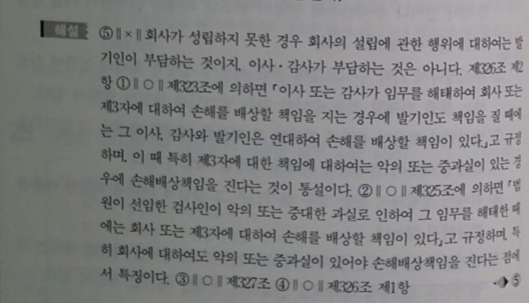 해설 ⑤ ‖×‖ 회사가 성립하지 못한 경우 회사의 설립에 관한 행위에 대하여는 발
기인이 부담하는 것이지, 이사·감사가 부담하는 것은 아니다. 제326조 제2
항 ① ‖○‖ 제323조에 의하면 「이사 또는 감사가 임무를 해태하여 회사 또는
제3자에 대하여 손해를 배상할 책임을 지는 경우에 발기인도 책임을 질 때에
는 그 이사, 감사와 발기인은 연대하여 손해를 배상할 책임이 있다.」고 규정
하며, 이 때 특히 제3자에 대한 책임에 대하여는 악의 또는 중과실이 있는 경
우에 손해배상책임을 진다는 것이 통설이다. ② ‖○‖ 제325조에 의하면 「법
원이 선임한 검사인이 악의 또는 중대한 과실로 인하여 그 임무를 해태한 때
에는 회사 또는 제3자에 대하여 손해를 배상할 책임이 있다.」고 규정하며, 특
히 회사에 대하여도 악의 또는 중과실이 있어야 손해배상책임을 진다는 점에
서 특징이다. ③ ‖○‖ 제327조 ④ ‖○‖ 제326조 제1항 ⑤